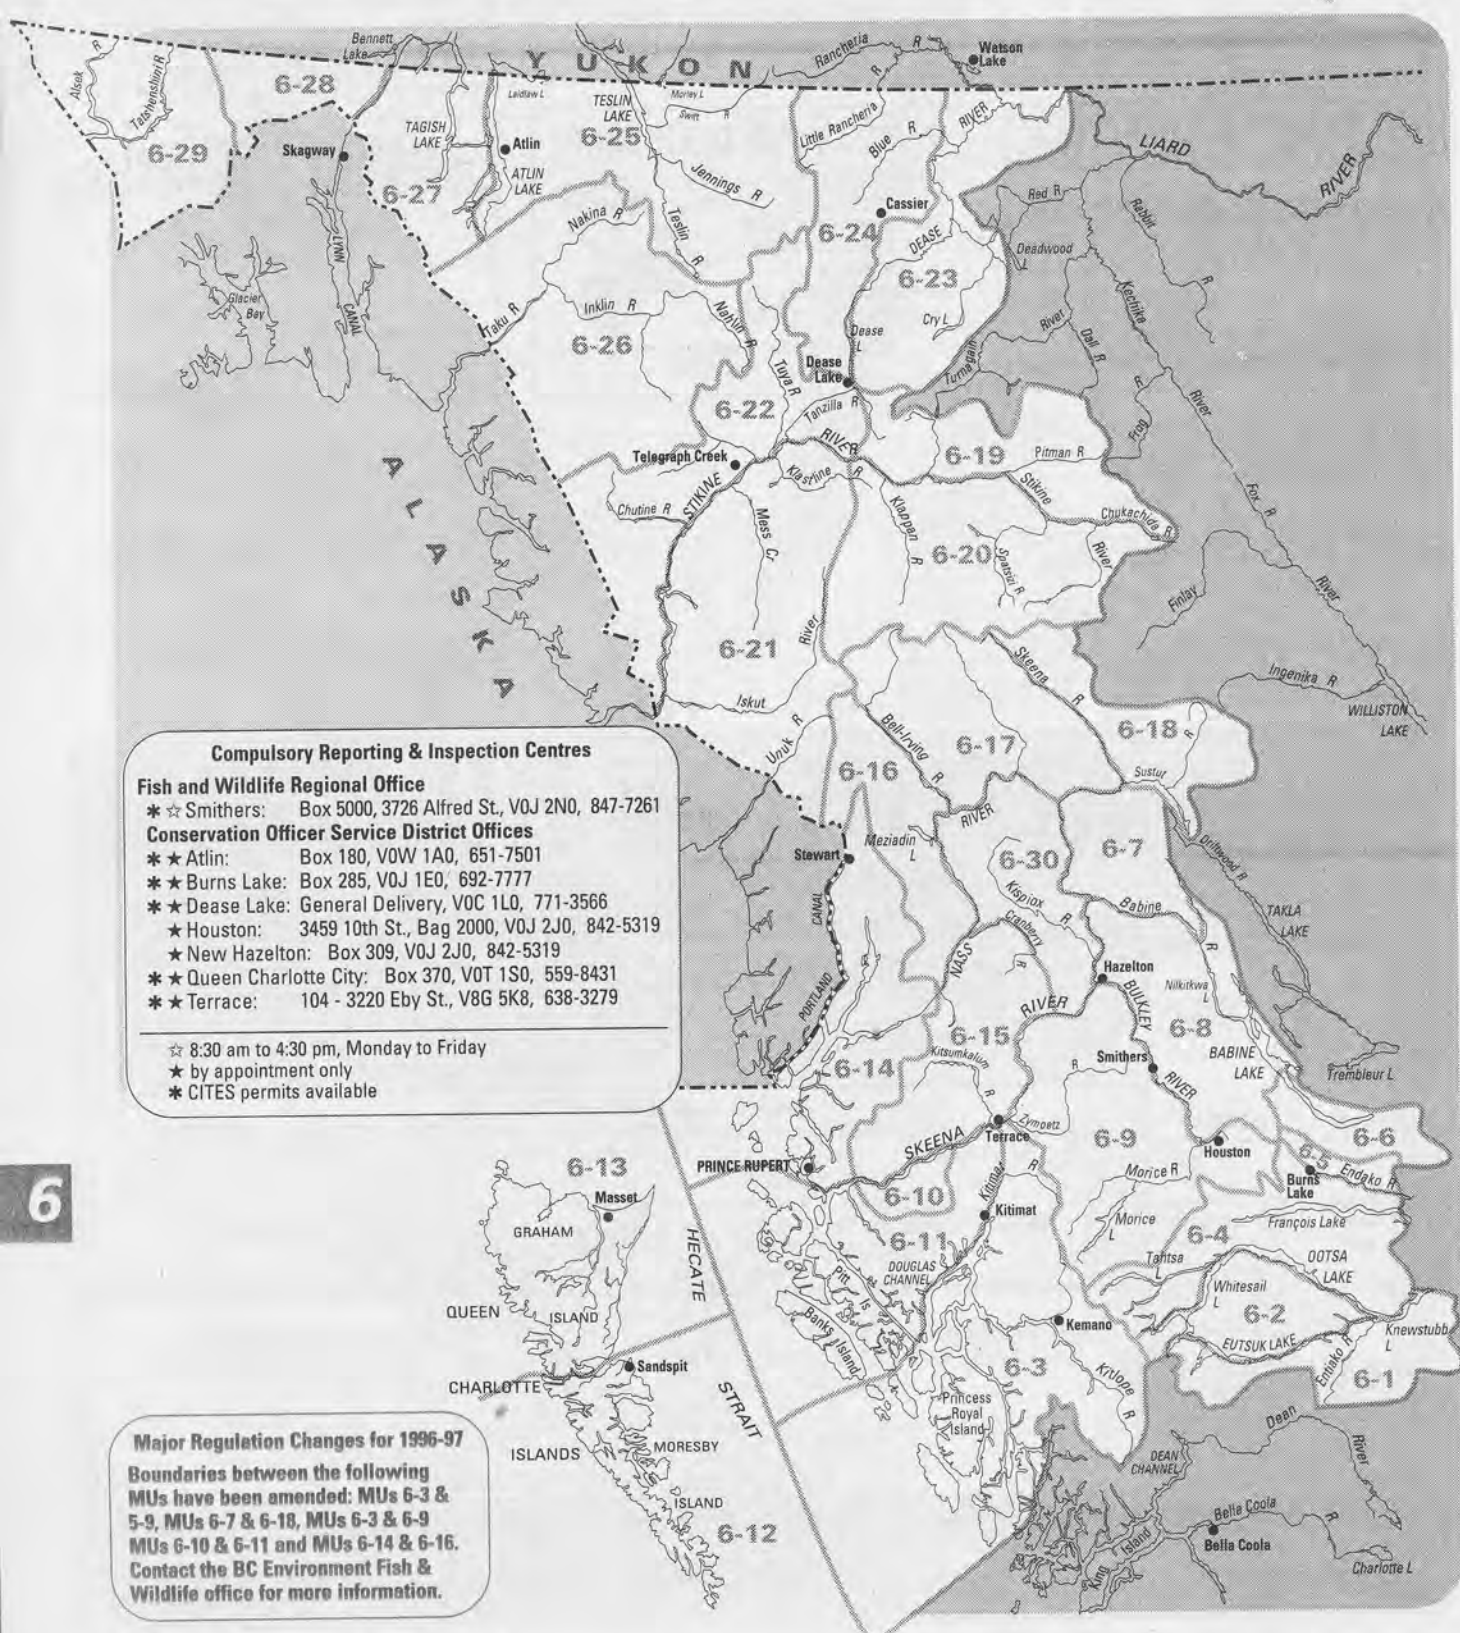 Bennett
Lake
YUKON
Rancheria
R
Watson
Lake
Alsek
R
Tatshenshini R
6-28
Laidlaw L
TESLIN
LAKE
Morley L
Swift R
TAGISH
LAKE
Atlin
6-25
Little Rancheria
R
Blue R
RIVER
LIARD
RIVER
6-29
Skagway
6-27
ATLIN
LAKE
Jennings R
Red R
Rabbit
R
Nakina R
Teslin
R
Cassier
6-24
DEASE
Deadwood
L
LYNN
CANAL
Glacier
Bay
Taku R
Inklin R
Nahlin
R
6-23
Cry L
Kechika
River
6-26
Dease
L
River
Dall R
Tuya R
Dease
Lake
Turnagain
6-22
Tanzilla R
Frog R
River
RIVER
Telegraph Creek
6-19
Pitman R
ALASKA
Klastline R
STIKINE
Stikine
Fox R
Chutine R
Mess Cr
Klappan
R
Chukachida R
6-20
Spatsizi R
River
Finlay
River
6-21
River
Skeena
R
Iskut
Ingenika R
WILLISTON
LAKE
Unuk R
Bell-Irving
R
6-17
6-18
R
Compulsory Reporting & Inspection Centres
Fish and Wildlife Regional Office
✱ ☆ Smithers: Box 5000, 3726 Alfred St., V0J 2N0, 847-7261
Conservation Officer Service District Offices
✱ ★ Atlin: Box 180, V0W 1A0, 651-7501
✱ ★ Burns Lake: Box 285, V0J 1E0, 692-7777
✱ ★ Dease Lake: General Delivery, V0C 1L0, 771-3566
★ Houston: 3459 10th St., Bag 2000, V0J 2J0, 842-5319
★ New Hazelton: Box 309, V0J 2J0, 842-5319
✱ ★ Queen Charlotte City: Box 370, V0T 1S0, 559-8431
✱ ★ Terrace: 104 - 3220 Eby St., V8G 5K8, 638-3279
☆ 8:30 am to 4:30 pm, Monday to Friday
★ by appointment only
✱ CITES permits available
6-16
Sustut
RIVER
Meziadin
L
Stewart
6-30
6-7
Driftwood R
Kispiox
R
Babine
R
CANAL
Cranberry
R
TAKLA
LAKE
NASS
Hazelton
PORTLAND
RIVER
BULKLEY
Nilkitkwa
L
6-15
6-8
Kitsumkalum
R
R
Smithers
BABINE
LAKE
6-14
RIVER
Trembleur L
Terrace
Zymoetz
SKEENA
6-9
Houston
6-6
6-5
6-13
Masset
PRINCE RUPERT
Kitimat
R
Morice R
Burns
Lake
Endako R
6-10
6
GRAHAM
Kitimat
Morice
L
François Lake
HECATE
6-11
6-4
DOUGLAS
CHANNEL
Tahtsa
L
OOTSA
LAKE
Pitt Is
Whitesail
L
QUEEN
ISLAND
Banks Island
Kemano
6-2
Knewstubb
L
EUTSUK LAKE
Sandspit
6-3
Kitlope
R
Entiako R
6-1
CHARLOTTE
STRAIT
Princess
Royal
Island
Dean
River
Major Regulation Changes for 1996-97
Boundaries between the following
MUs have been amended: MUs 6-3 &
5-9, MUs 6-7 & 6-18, MUs 6-3 & 6-9
MUs 6-10 & 6-11 and MUs 6-14 & 6-16.
Contact the BC Environment Fish &
Wildlife office for more information.
ISLANDS
MORESBY
DEAN
CHANNEL
ISLAND
6-12
Bella Coola
R
Bella Coola
King Island
Charlotte L